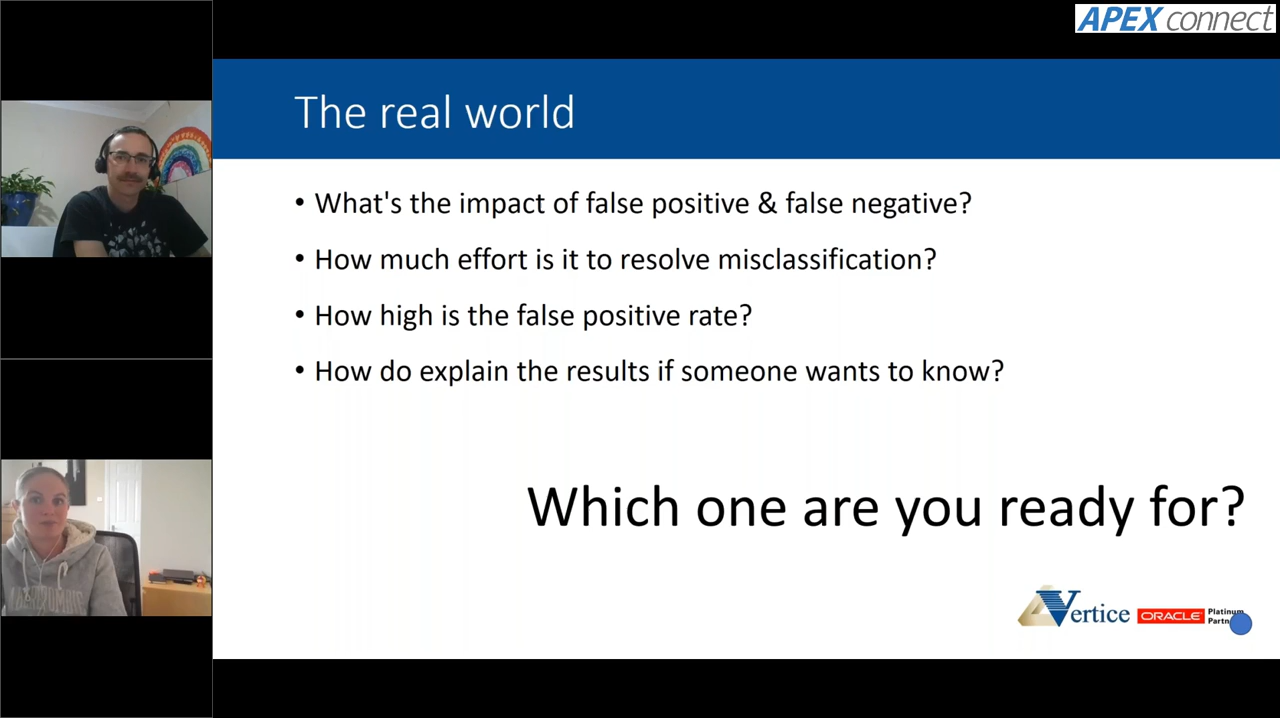 APEX connect
The real world
• What's the impact of false positive & false negative?
• How much effort is it to resolve misclassification?
• How high is the false positive rate?
• How do explain the results if someone wants to know?
Which one are you ready for?
Vertice ORACLE Platinum